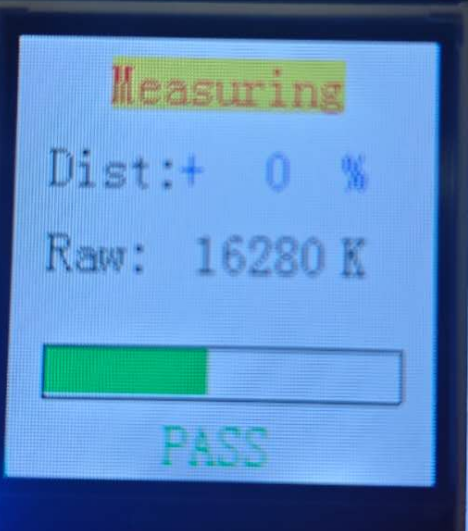 Measuring
Dist:+ 0 %
Raw: 16280 K
PASS